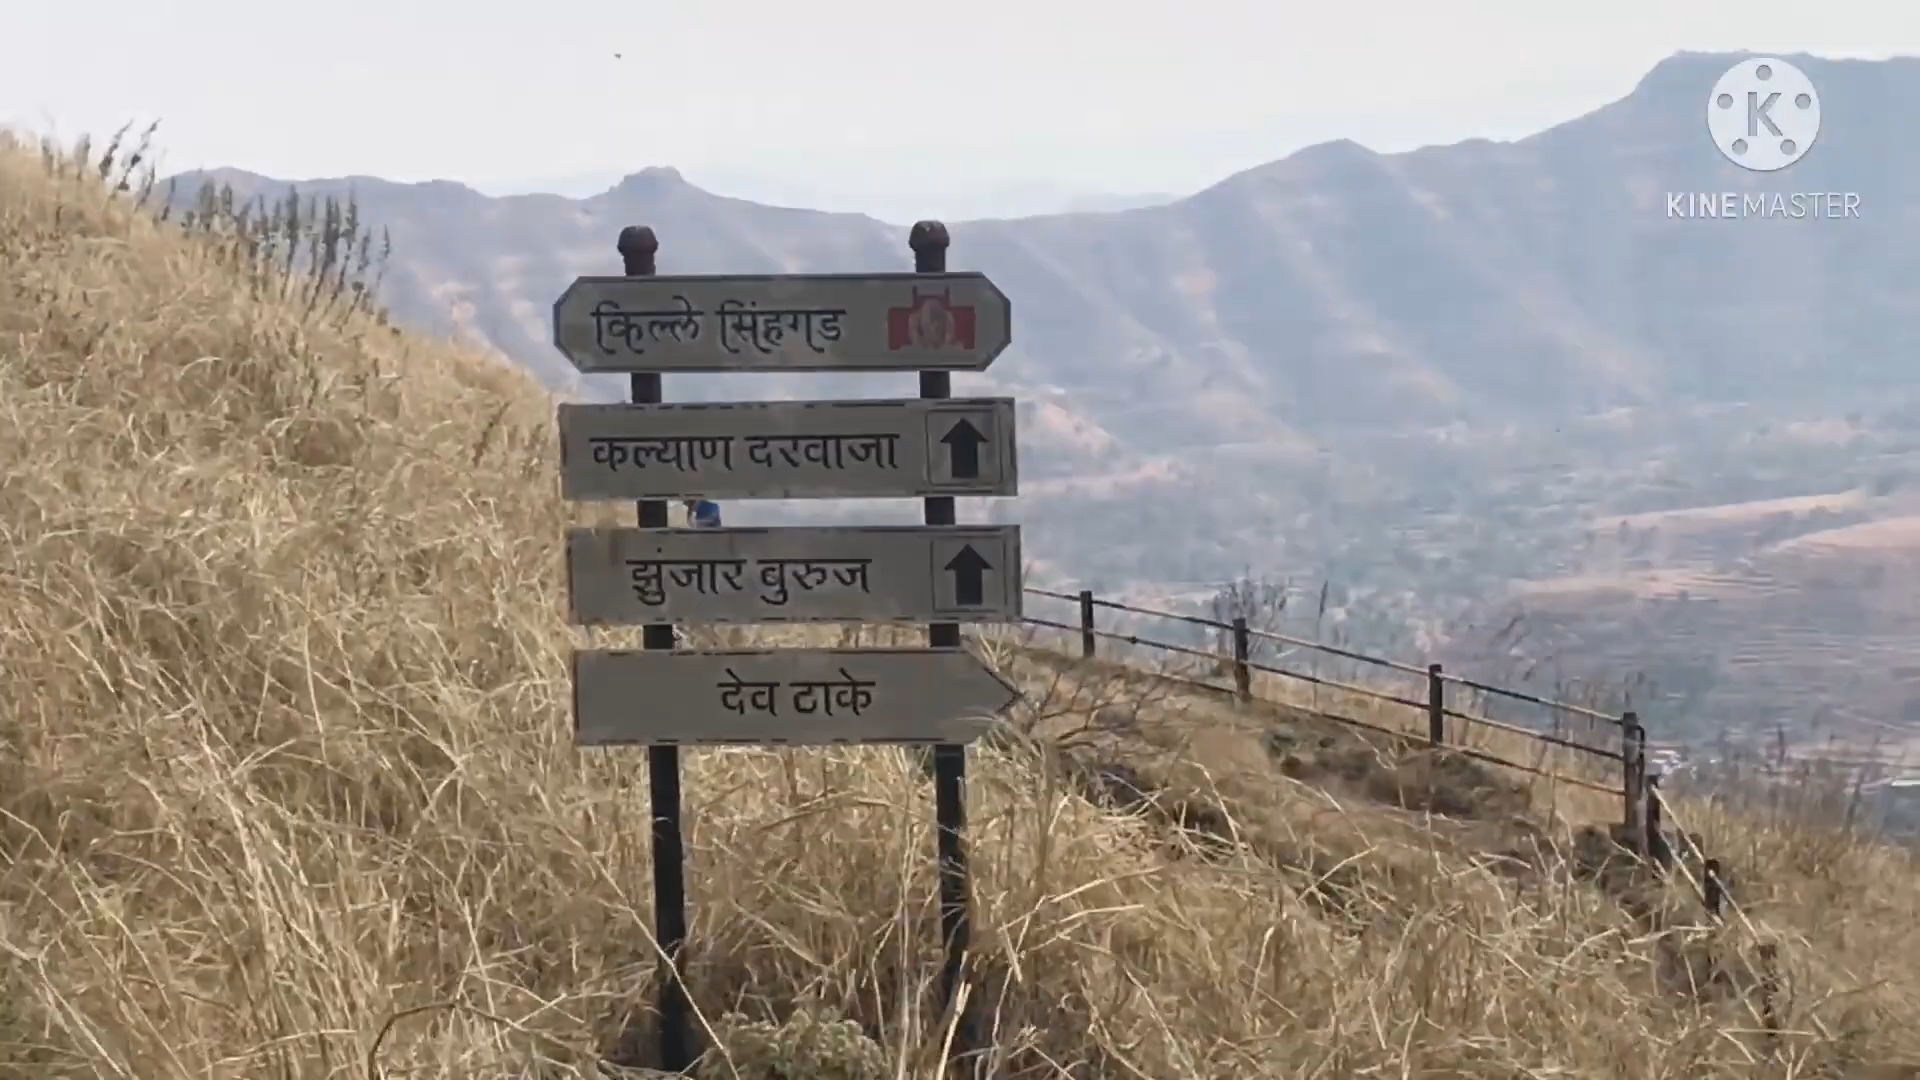 किल्ले सिंहगड
कल्याण दरवाजा
झुंजार बुरुज
देव टाके
K
KINEMASTER